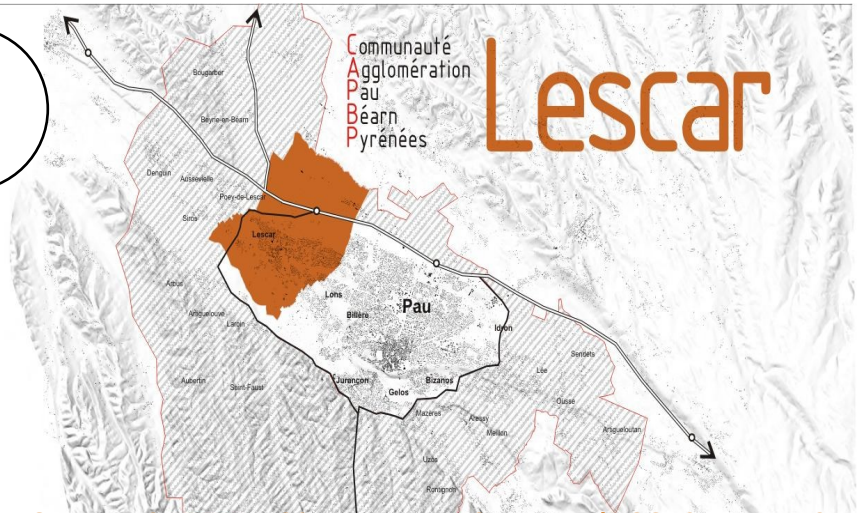 Communauté
Agglomération
Pau
Béarn
Pyrénées
Lescar
Bougarber
Beyrie-en-Béarn
Denguin
Aussevielle
Poey-de-Lescar
Siros
Lescar
Arbus
Lons
Pau
Artiguelouve
Billère
Laroin
Idron
Sendets
Lée
Aubertin
Saint-Faust
Jurançon
Bizanos
Gelos
Ousse
Mazères
Aressy
Meillon
Artigueloutan
Uzos
Rontignon